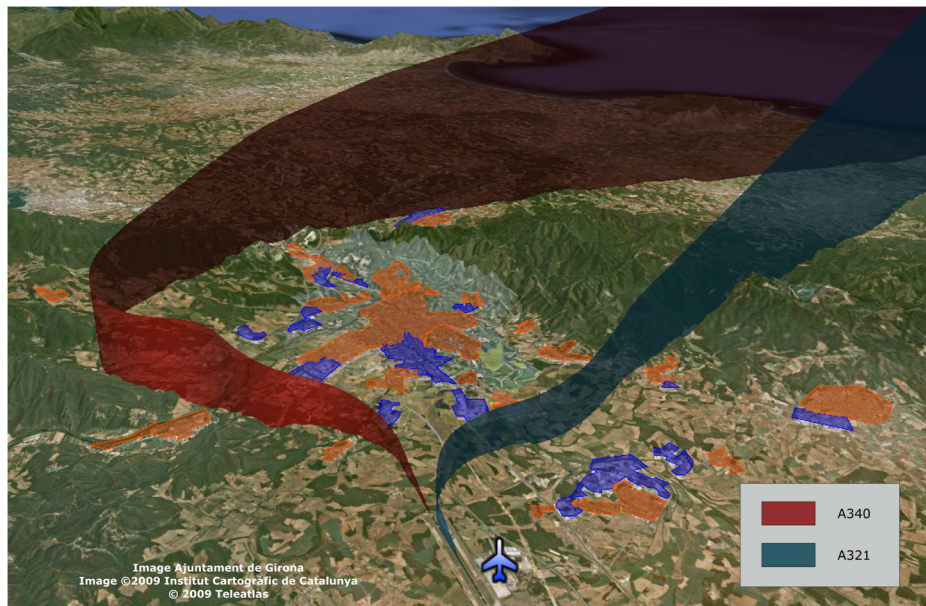 A340
A321
Image Ajuntament de Girona
Image ©2009 Institut Cartogràfic de Catalunya
© 2009 Teleatlas